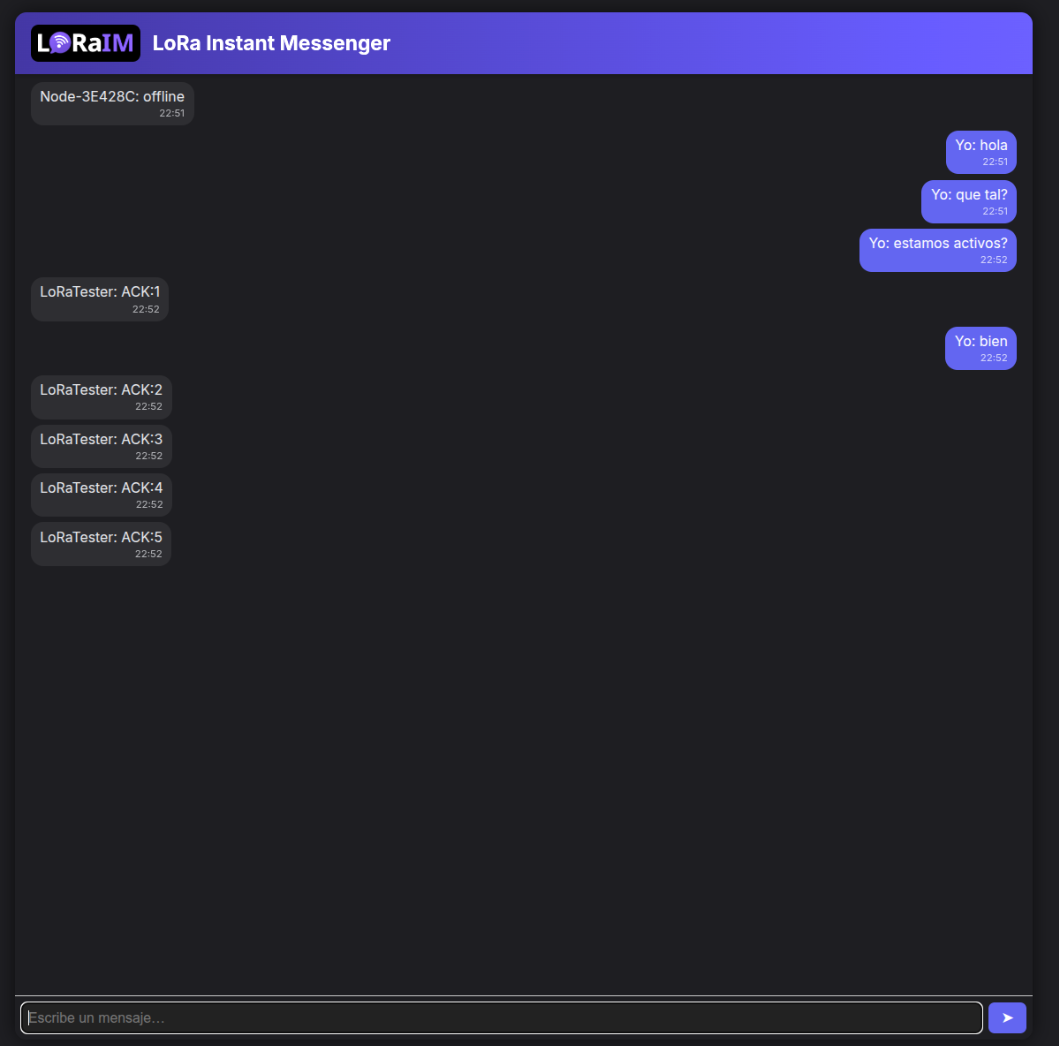 LoRaIM LoRa Instant Messenger
Node-3E428C: offline
22:51
Yo: hola
22:51
Yo: que tal?
22:51
Yo: estamos activos?
22:52
LoRaTester: ACK:1
22:52
Yo: bien
22:52
LoRaTester: ACK:2
22:52
LoRaTester: ACK:3
22:52
LoRaTester: ACK:4
22:52
LoRaTester: ACK:5
22:52
Escribe un mensaje...